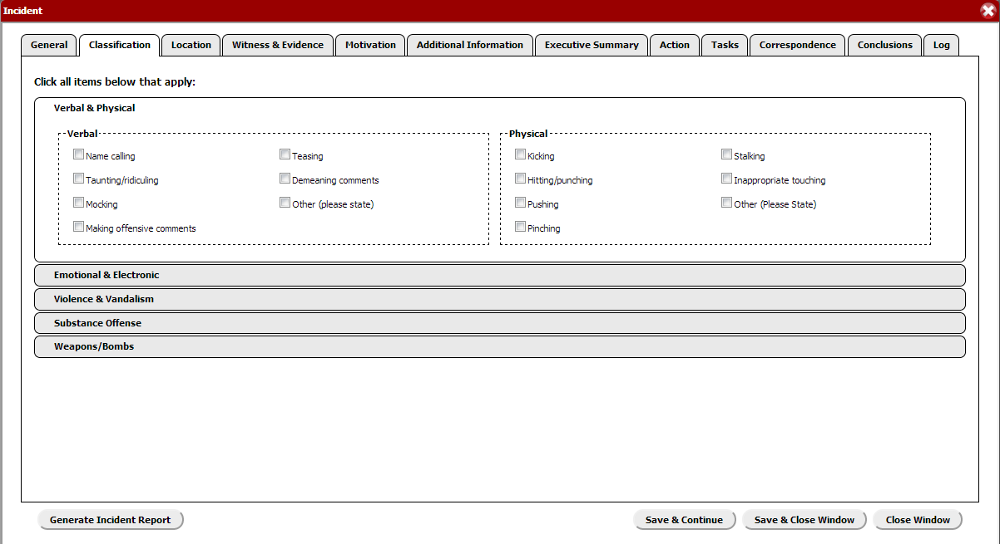 Incident
General Classification Location Witness & Evidence Motivation Additional Information Executive Summary Action Tasks Correspondence Conclusions Log
Click all items below that apply:
Verbal & Physical
Verbal
Name calling Teasing
Taunting/ridiculing Demeaning comments
Mocking Other (please state)
Making offensive comments
Physical
Kicking Stalking
Hitting/punching Inappropriate touching
Pushing Other (Please State)
Pinching
Emotional & Electronic
Violence & Vandalism
Substance Offense
Weapons/Bombs
Generate Incident Report Save & Continue Save & Close Window Close Window